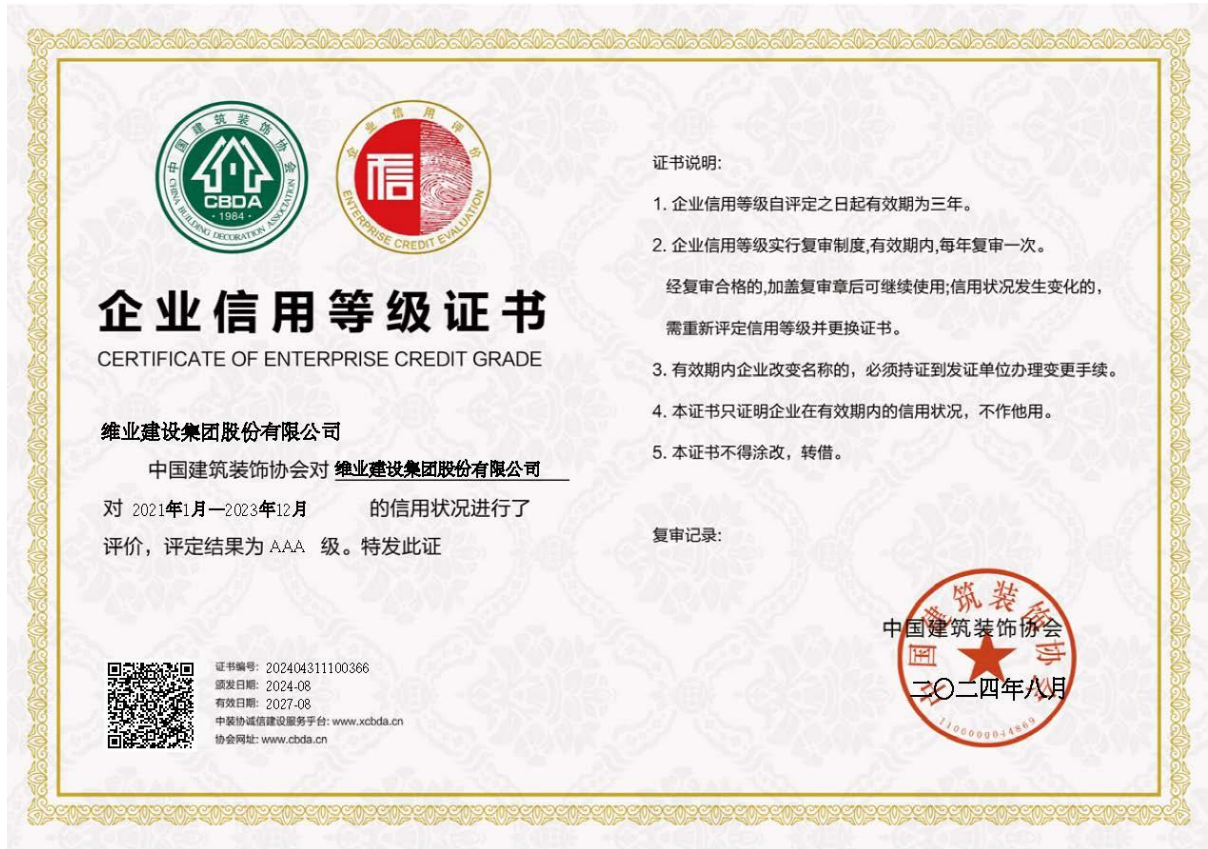 中国建筑装饰协会
CBDA
·1984·
CHINA BUILDING DECORATION ASSOCIATION
企业信用评价
信
ENTERPRISE CREDIT EVALUATION
企业信用等级证书
CERTIFICATE OF ENTERPRISE CREDIT GRADE
维业建设集团股份有限公司
中国建筑装饰协会对 维业建设集团股份有限公司
对 2021年1月—2023年12月 的信用状况进行了
评价，评定结果为 AAA 级。特发此证
证书编号: 202404311100366
颁发日期: 2024-08
有效日期: 2027-08
中装协诚信建设服务平台: www.xcbda.cn
协会网址: www.cbda.cn
证书说明:
1. 企业信用等级自评定之日起有效期为三年。
2. 企业信用等级实行复审制度,有效期内,每年复审一次。
经复审合格的,加盖复审章后可继续使用;信用状况发生变化的，
需重新评定信用等级并更换证书。
3. 有效期内企业改变名称的，必须持证到发证单位办理变更手续。
4. 本证书只证明企业在有效期内的信用状况，不作他用。
5. 本证书不得涂改，转借。
复审记录:
中国建筑装饰协会
二〇二四年八月
中国建筑装饰协会